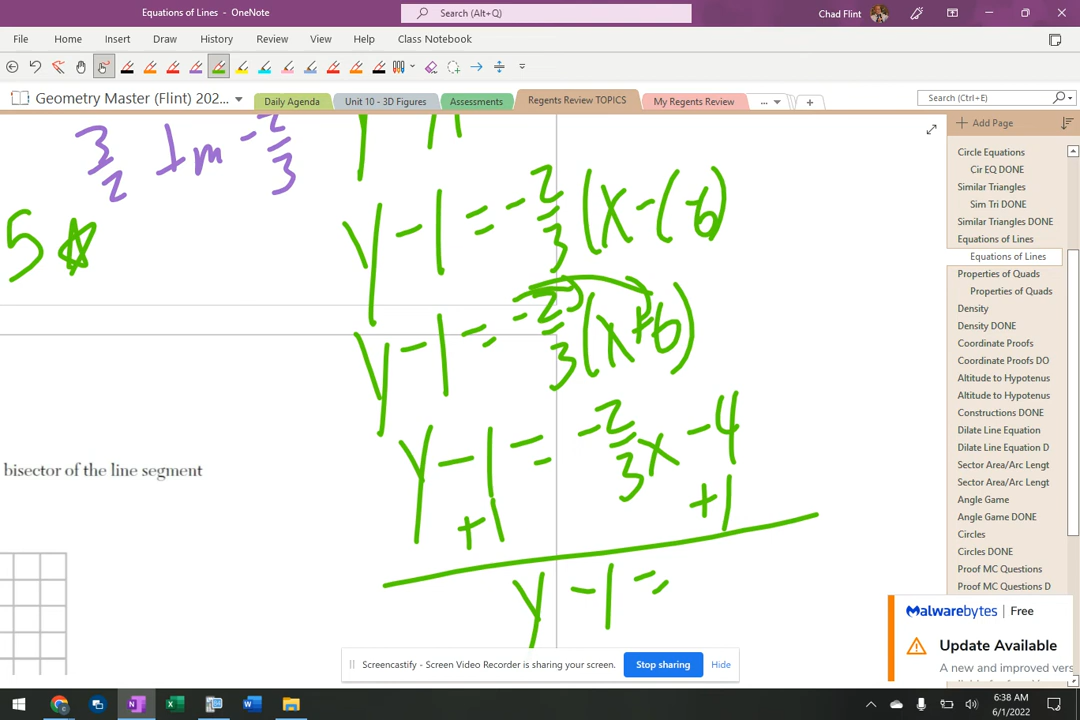 Equations of Lines - OneNote
Search (Alt+Q)
Chad Flint
File Home Insert Draw History Review View Help Class Notebook
Geometry Master (Flint) 202...
Daily Agenda
Unit 10 - 3D Figures
Assessments
Regents Review TOPICS
My Regents Review
...
Search (Ctrl+E)
Add Page
Circle Equations
Cir EQ DONE
Similar Triangles
Sim Tri DONE
Similar Triangles DONE
Equations of Lines
Equations of Lines
Properties of Quads
Properties of Quads
Density
Density DONE
Coordinate Proofs
Coordinate Proofs DO
Altitude to Hypotenus
Altitude to Hypotenus
Constructions DONE
Dilate Line Equation
Dilate Line Equation D
Sector Area/Arc Lengt
Sector Area/Arc Lengt
Angle Game
Angle Game DONE
Circles
Circles DONE
Proof MC Questions
Proof MC Questions D
3/2 ⊥m -2/3
5
y - 1 = -2/3 (x - (-6)
y - 1 = -2/3 (x + 6)
y - 1 = -2/3 x - 4
+1 +1
y - 1 =
bisector of the line segment
Malwarebytes | Free
Update Available
A new and improved vers
Screencastify - Screen Video Recorder is sharing your screen.
Stop sharing
Hide
6:38 AM
6/1/2022